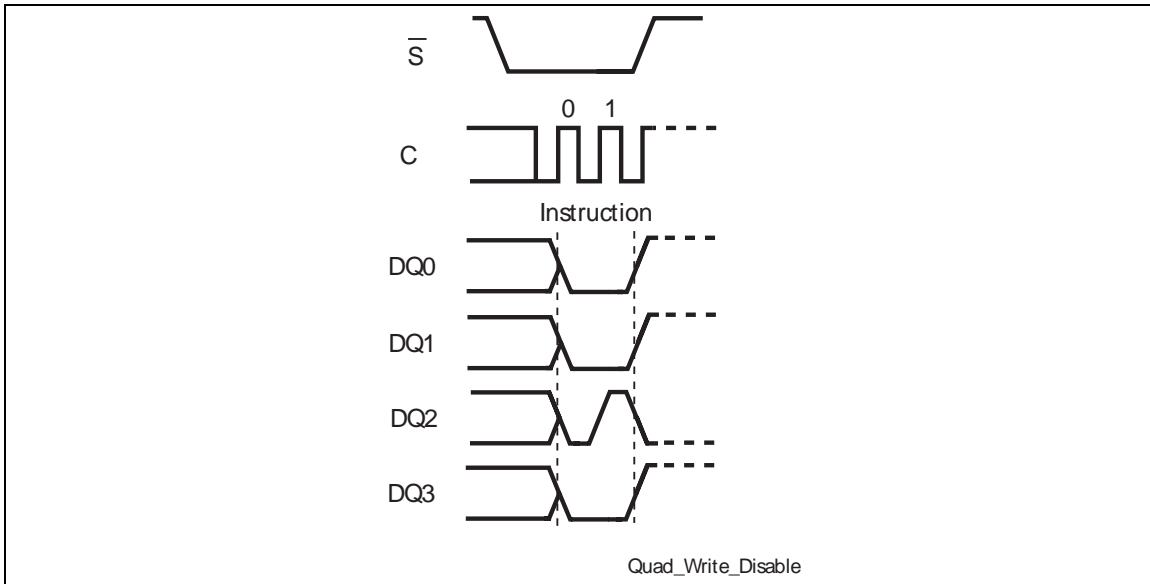 S̅
0 1
C
Instruction
DQ0
DQ1
DQ2
DQ3
Quad_Write_Disable